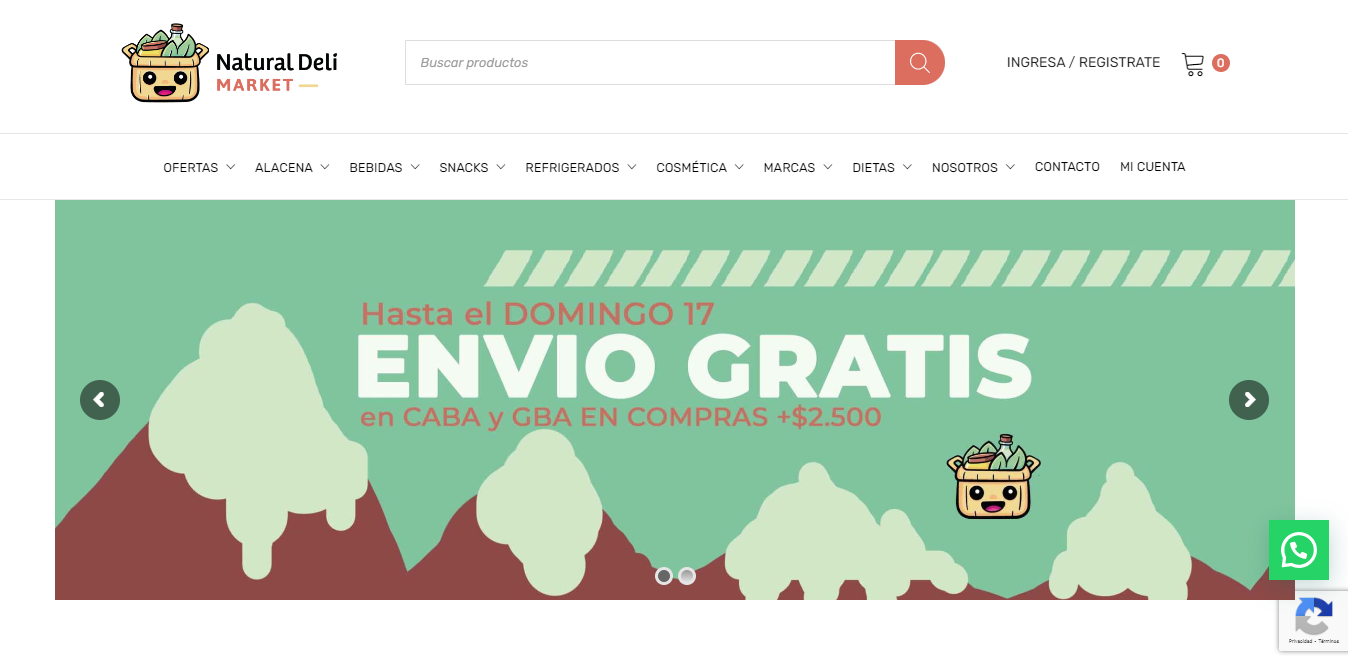 Natural Deli
MARKET
Buscar productos
INGRESA / REGISTRATE
0
OFERTAS ALACENA BEBIDAS SNACKS REFRIGERADOS COSMÉTICA MARCAS DIETAS NOSOTROS CONTACTO MI CUENTA
Hasta el DOMINGO 17
ENVIO GRATIS
en CABA y GBA EN COMPRAS +$2.500
Privacidad - Términos